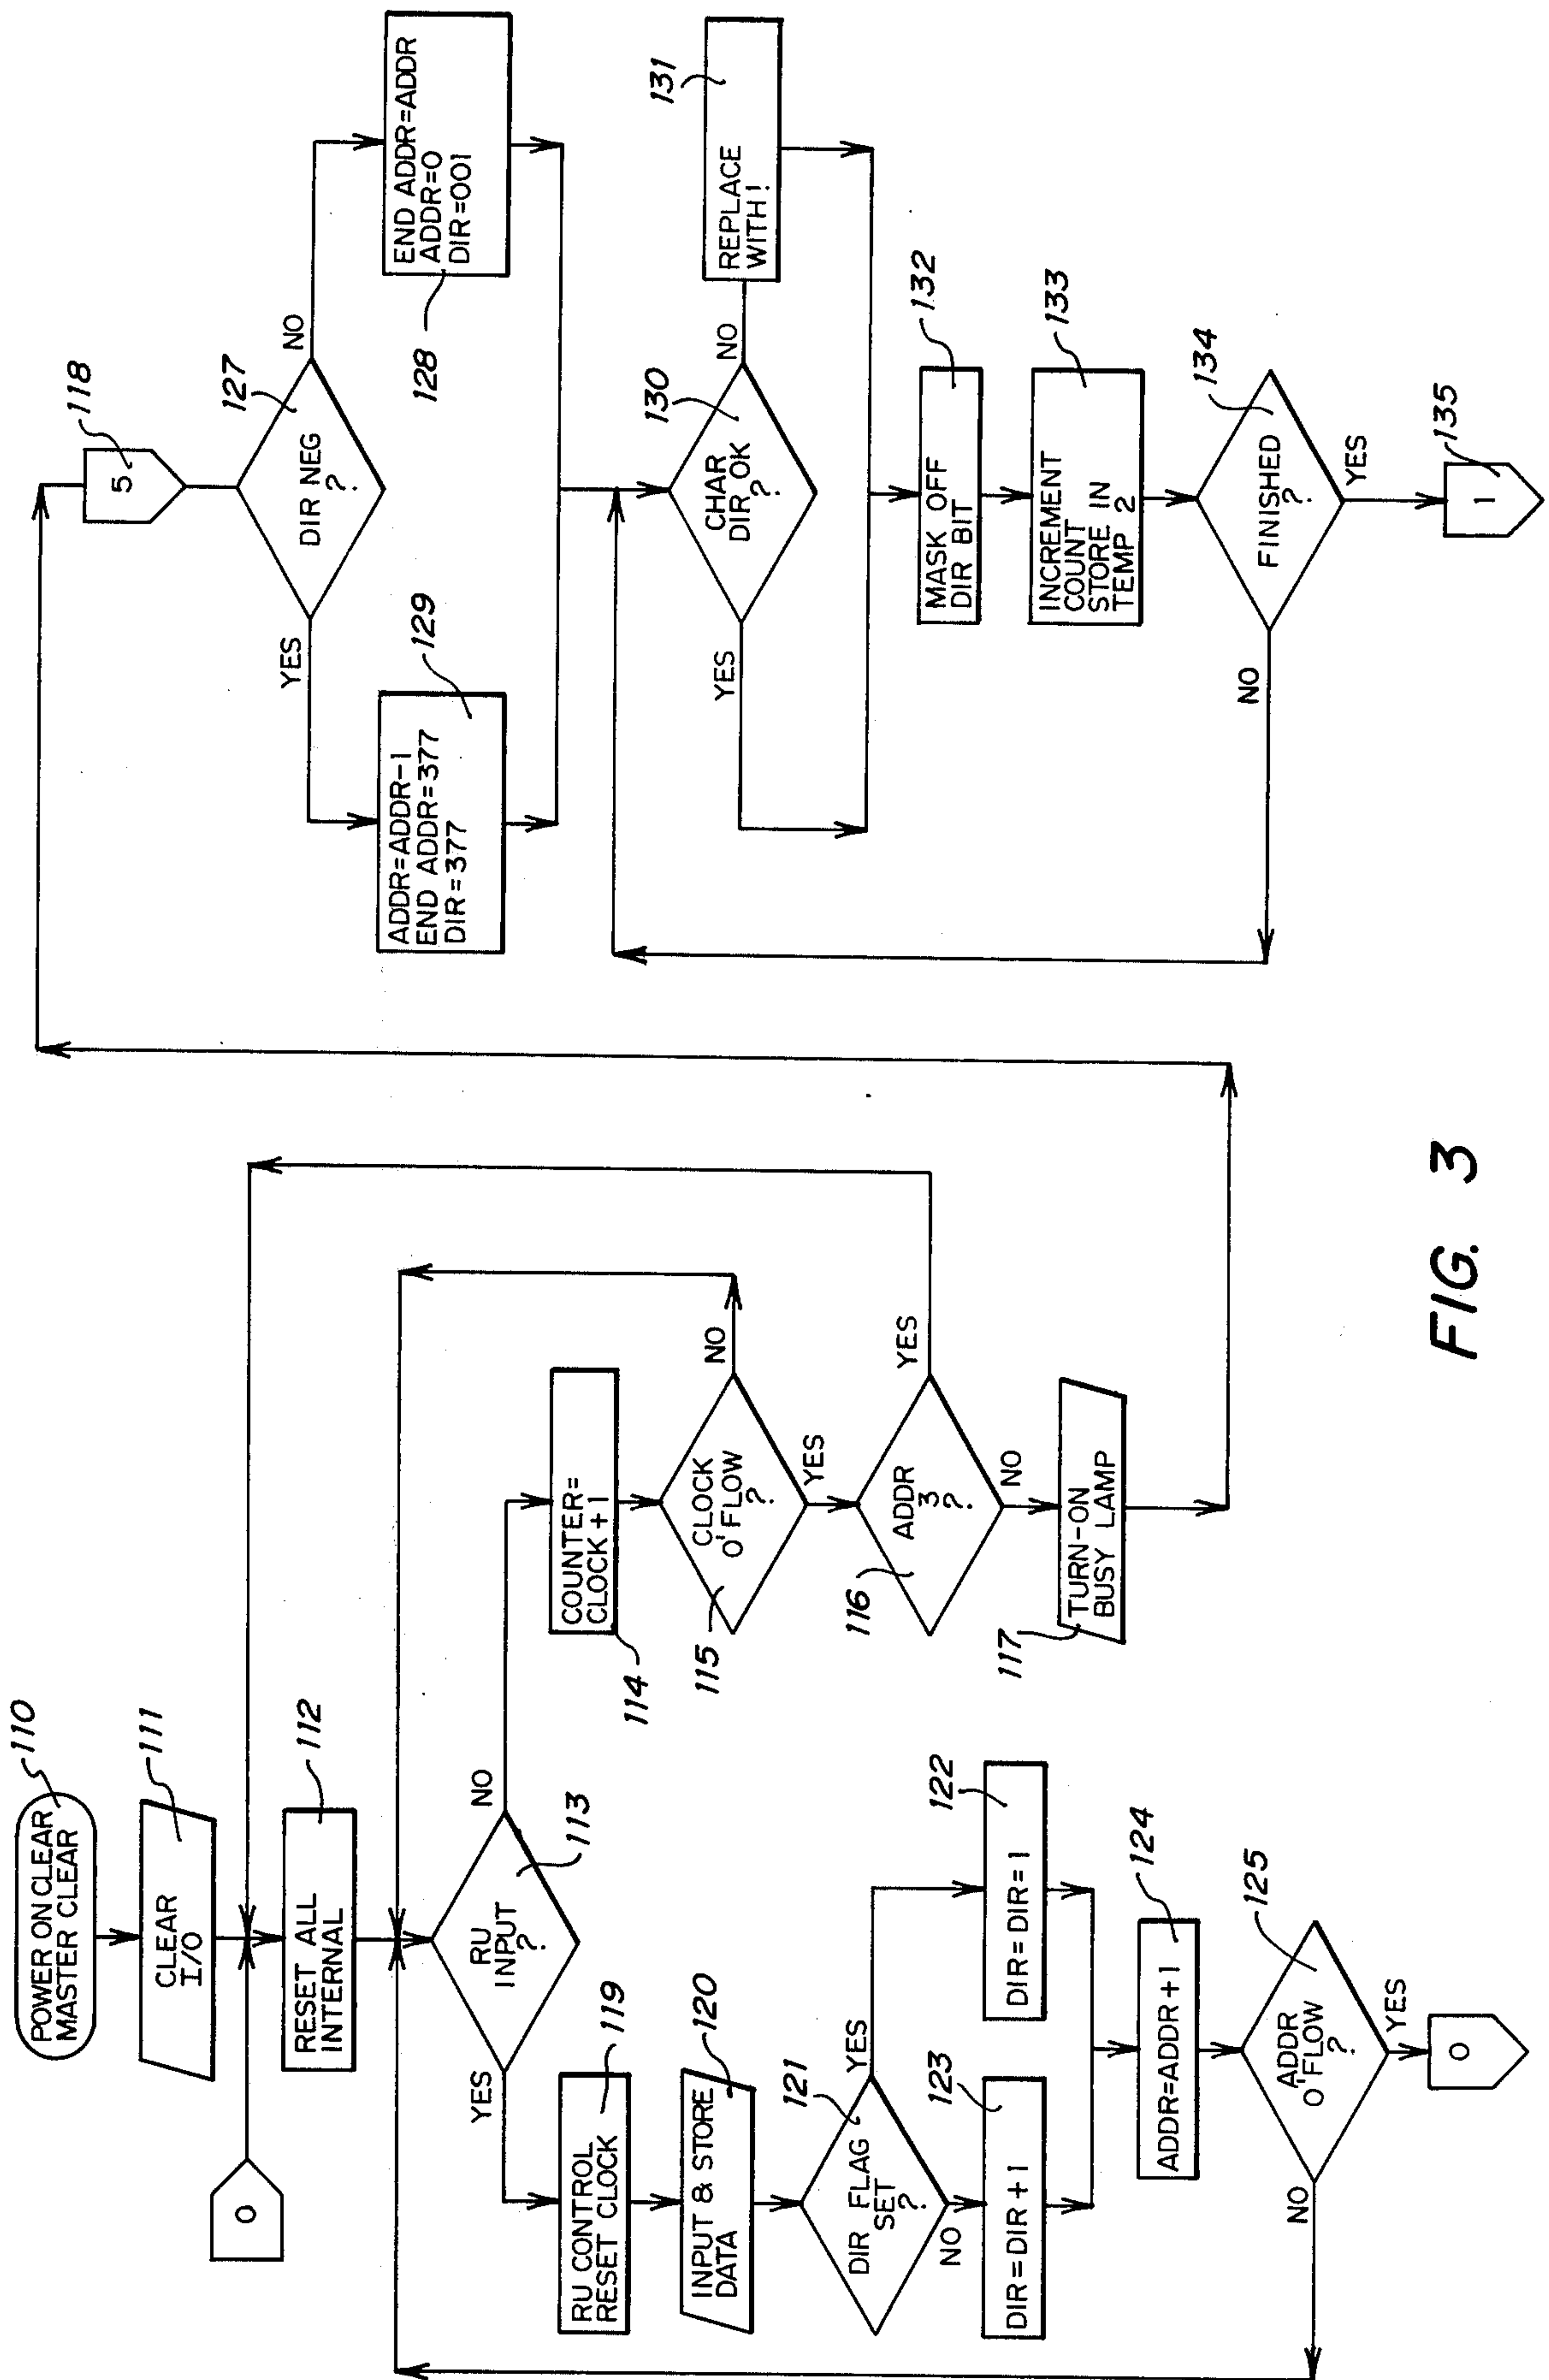 POWER ON CLEAR
MASTER CLEAR
110
CLEAR
I/O
111
0
RESET ALL
INTERNAL
112
RU
INPUT
?
113
YES
NO
RU CONTROL
RESET CLOCK
119
INPUT & STORE
DATA
120
DIR FLAG
SET
?
121
YES
NO
DIR=DIR=1
122
DIR=DIR+1
123
ADDR=ADDR+1
124
ADDR
O'FLOW
?
125
NO
YES
0
COUNTER=
CLOCK+1
114
CLOCK
O'FLOW
?
115
NO
YES
ADDR
3
?
116
YES
NO
TURN-ON
BUSY LAMP
117
5
118
DIR NEG
?
127
YES
NO
ADDR=ADDR-1
END ADDR=377
DIR=377
129
END ADDR=ADDR
ADDR=0
DIR=001
128
CHAR
DIR OK
?
130
YES
NO
REPLACE
WITH!
131
MASK OFF
DIR BIT
132
INCREMENT
COUNT
STORE IN
TEMP 2
133
FINISHED
?
134
NO
YES
1
135
FIG. 3